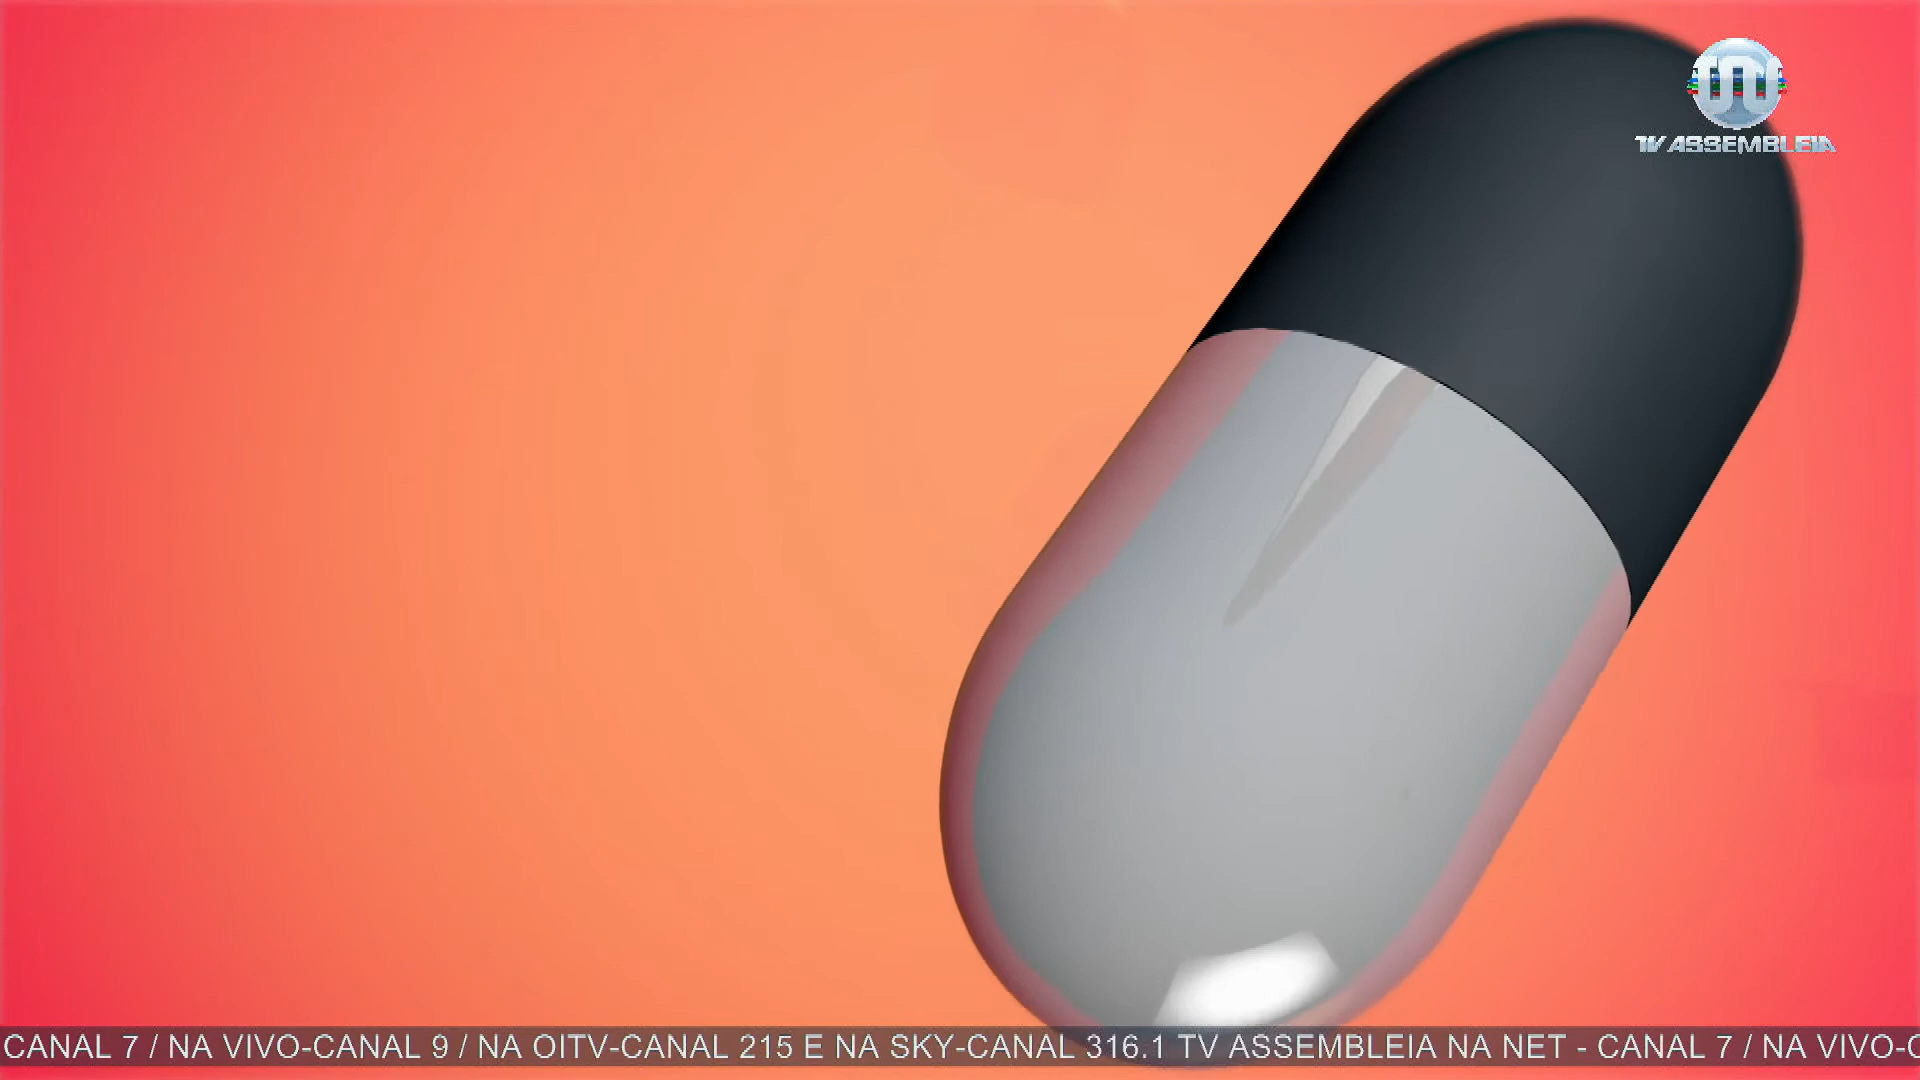 TV ASSEMBLEIA
CANAL 7 / NA VIVO-CANAL 9 / NA OITV-CANAL 215 E NA SKY-CANAL 316.1 TV ASSEMBLEIA NA NET - CANAL 7 / NA VIVO-C